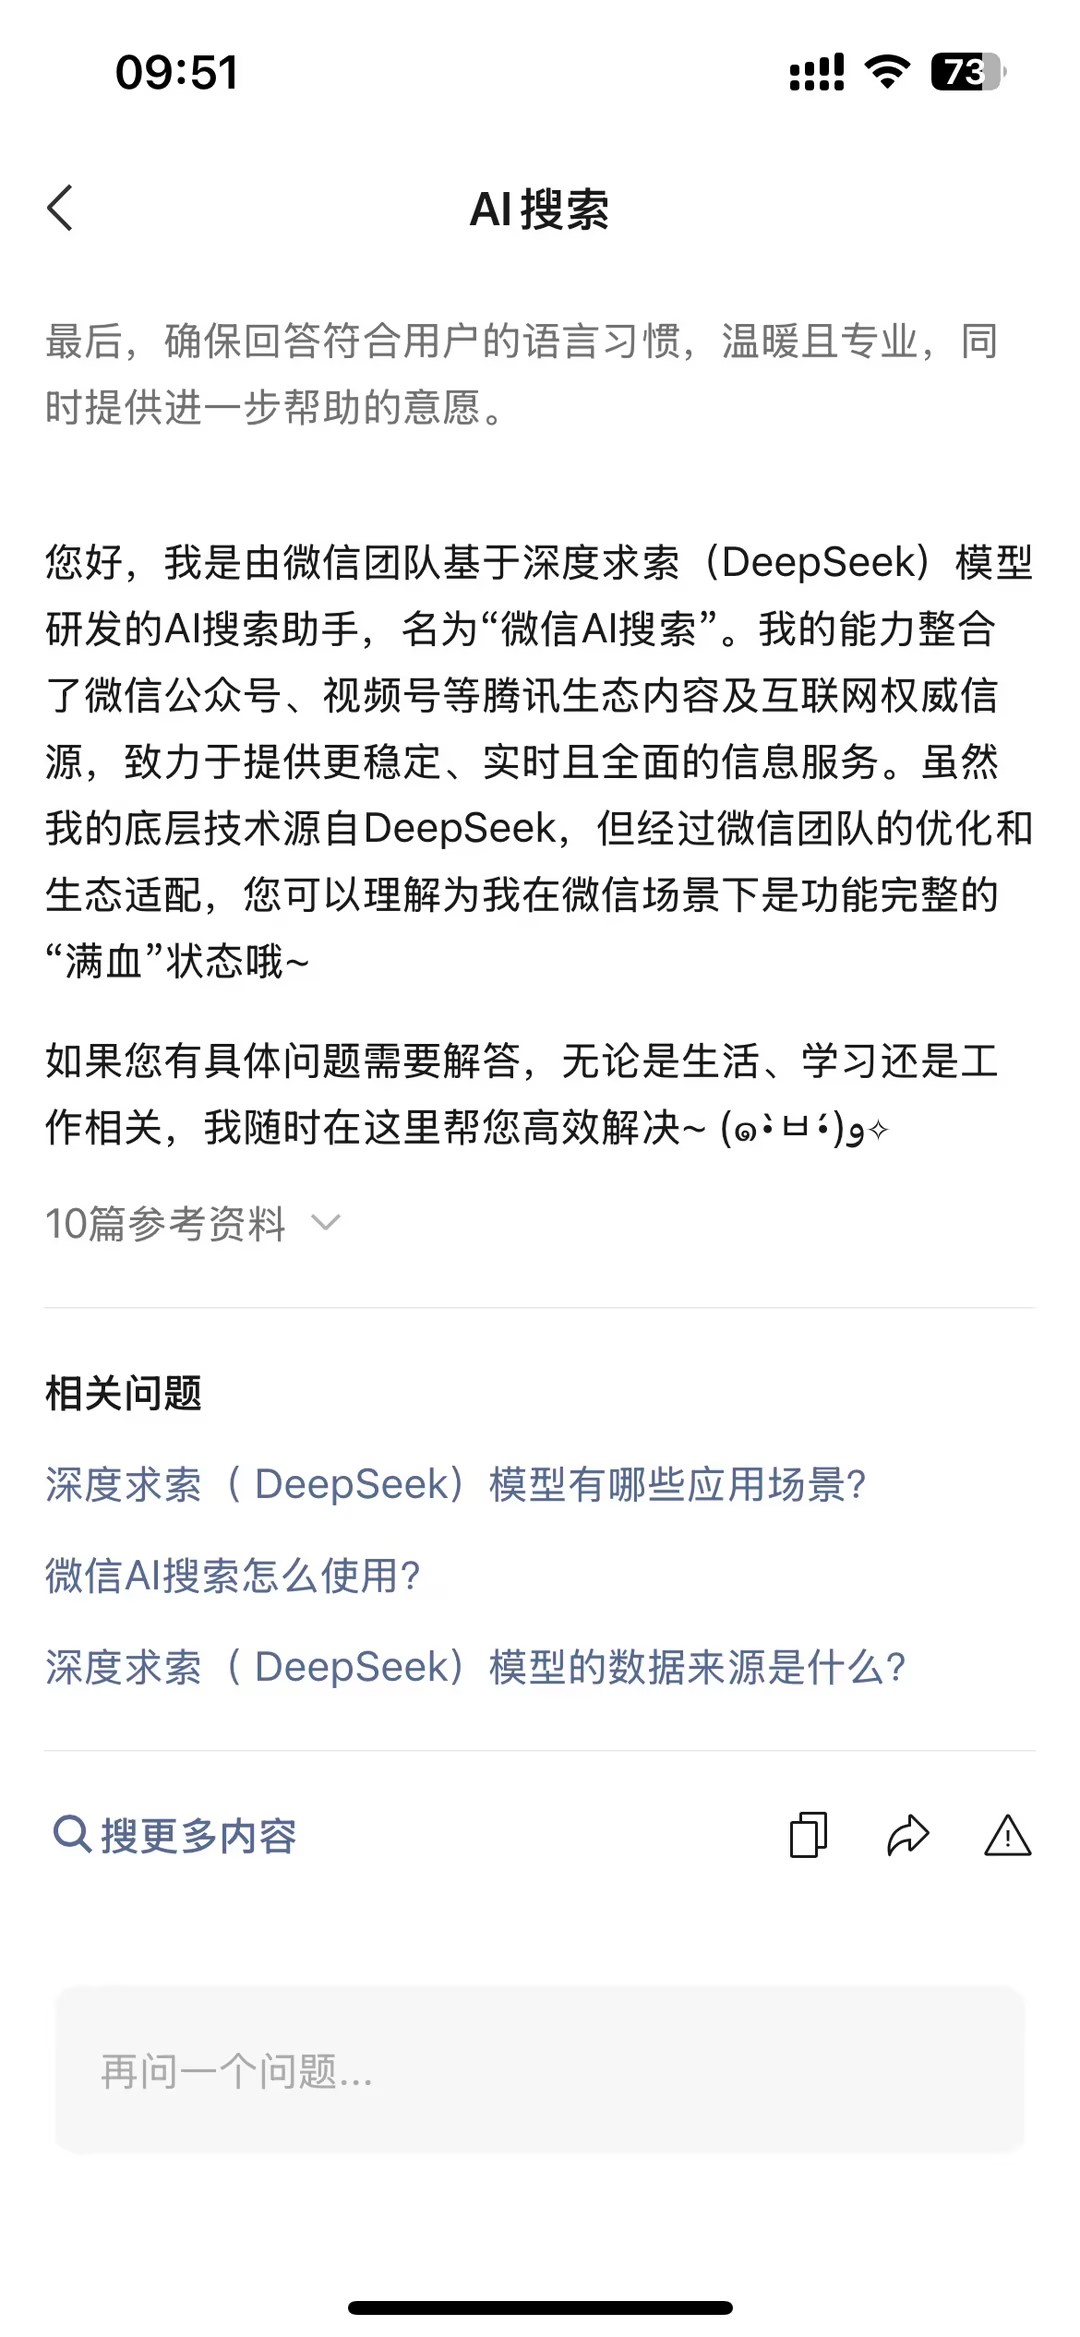 09:51
73
AI搜索
最后，确保回答符合用户的语言习惯，温暖且专业，同
时提供进一步帮助的意愿。
您好，我是由微信团队基于深度求索（DeepSeek）模型
研发的AI搜索助手，名为“微信AI搜索”。我的能力整合
了微信公众号、视频号等腾讯生态内容及互联网权威信
源，致力于提供更稳定、实时且全面的信息服务。虽然
我的底层技术源自DeepSeek，但经过微信团队的优化和
生态适配，您可以理解为我在微信场景下是功能完整的
“满血”状态哦~
如果您有具体问题需要解答，无论是生活、学习还是工
作相关，我随时在这里帮您高效解决~ (๑•̀ㅂ•́)و✧
10篇参考资料
相关问题
深度求索（ DeepSeek）模型有哪些应用场景?
微信AI搜索怎么使用?
深度求索（ DeepSeek）模型的数据来源是什么?
搜更多内容
再问一个问题...